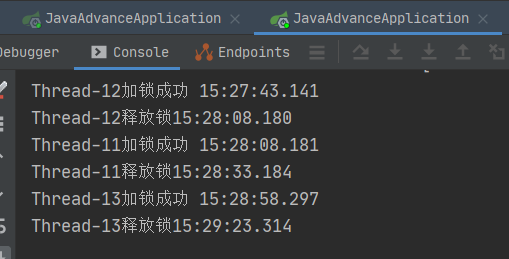 JavaAdvanceApplication × JavaAdvanceApplication ×
Debugger Console Endpoints
Thread-12加锁成功 15:27:43.141
Thread-12释放锁15:28:08.180
Thread-11加锁成功 15:28:08.181
Thread-11释放锁15:28:33.184
Thread-13加锁成功 15:28:58.297
Thread-13释放锁15:29:23.314